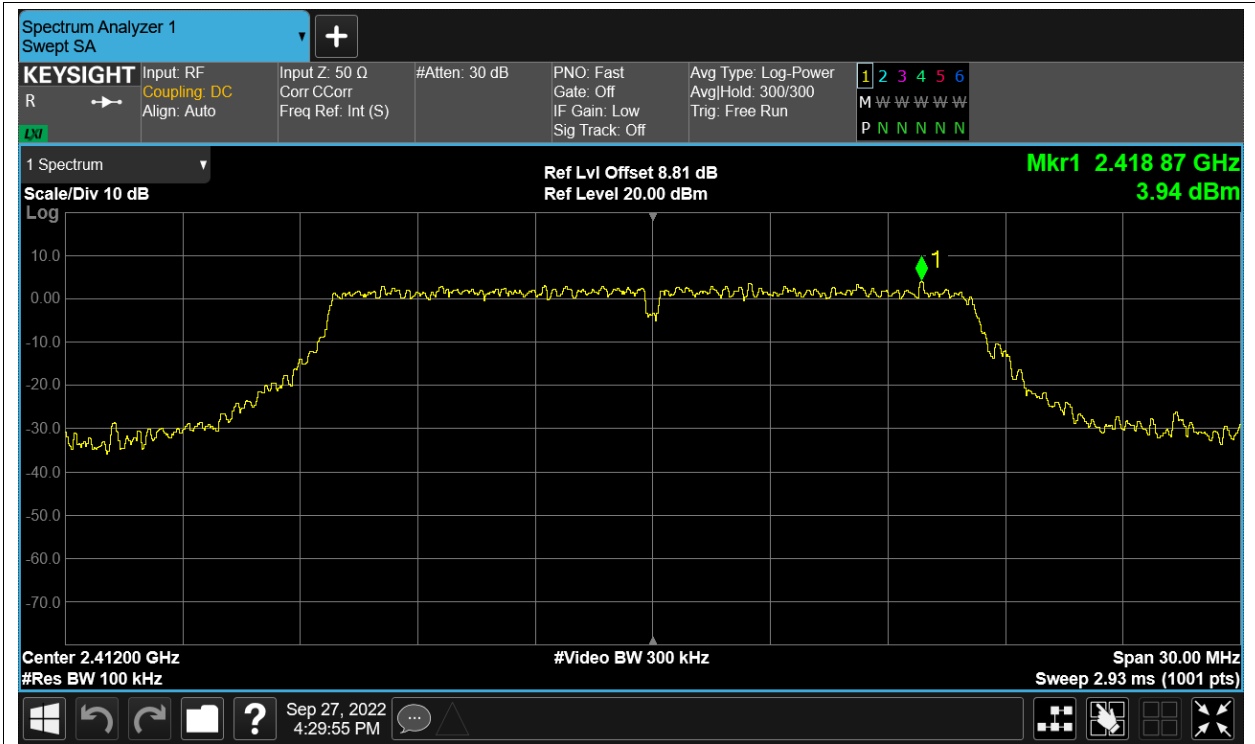 Spectrum Analyzer 1
Swept SA
KEYSIGHT
R
LXI
Input: RF
Coupling: DC
Align: Auto
Input Z: 50 Ω
Corr CCorr
Freq Ref: Int (S)
#Atten: 30 dB
PNO: Fast
Gate: Off
IF Gain: Low
Sig Track: Off
Avg Type: Log-Power
Avg|Hold: 300/300
Trig: Free Run
1 2 3 4 5 6
M W W W W W
P N N N N N
1 Spectrum
Scale/Div 10 dB
Ref Lvl Offset 8.81 dB
Ref Level 20.00 dBm
Mkr1 2.418 87 GHz
3.94 dBm
Log
1
10.0
0.00
-10.0
-20.0
-30.0
-40.0
-50.0
-60.0
-70.0
Center 2.41200 GHz
#Res BW 100 kHz
#Video BW 300 kHz
Span 30.00 MHz
Sweep 2.93 ms (1001 pts)
?
Sep 27, 2022
4:29:55 PM